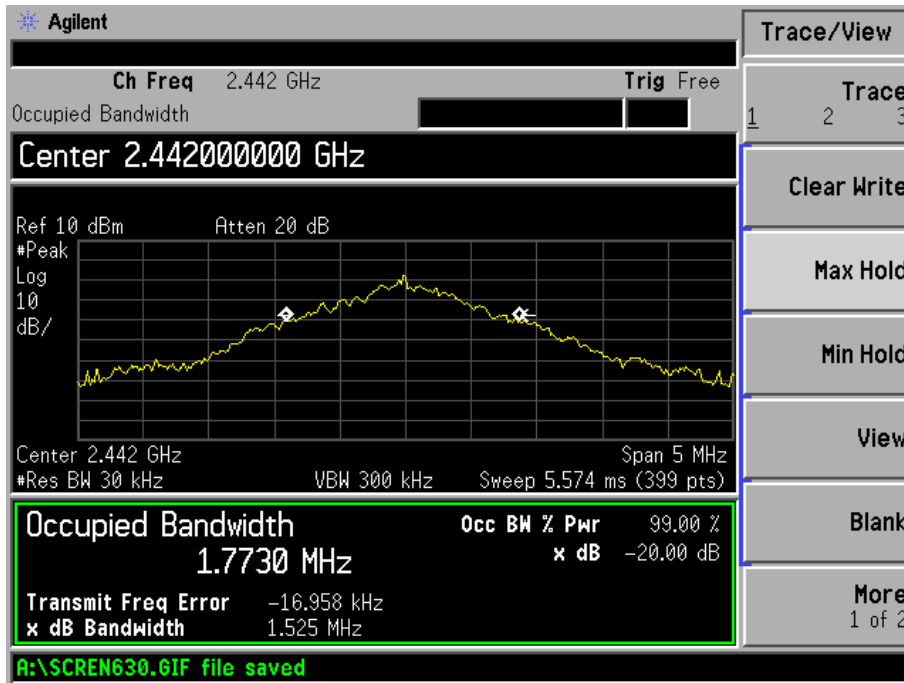 Agilent
Ch Freq 2.442 GHz Trig Free
Occupied Bandwidth
Center 2.442000000 GHz
Ref 10 dBm Atten 20 dB
#Peak
Log
10
dB/
Center 2.442 GHz Span 5 MHz
#Res BW 30 kHz VBW 300 kHz Sweep 5.574 ms (399 pts)
Occupied Bandwidth
1.7730 MHz
Occ BW % Pwr 99.00 %
x dB -20.00 dB
Transmit Freq Error -16.958 kHz
x dB Bandwidth 1.525 MHz
A:\SCREN630.GIF file saved
Trace/View
Trace
1 2 3
Clear Write
Max Hold
Min Hold
View
Blank
More
1 of 2